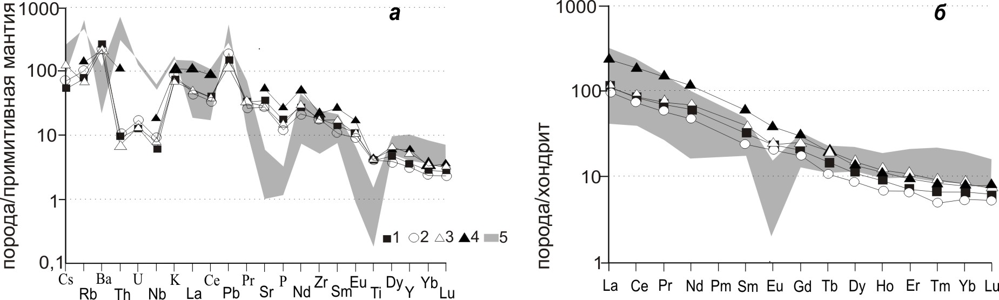 порода/примитивная мантия
1000
100
10
1
0,1
а
1 2 3 4 5
Cs Rb Ba Th U Nb K La Ce Pb Pr Sr P Nd Zr Sm Eu Ti Dy Y Yb Lu
порода/хондрит
1000
100
10
1
б
La Ce Pr Nd Pm Sm Eu Gd Tb Dy Ho Er Tm Yb Lu